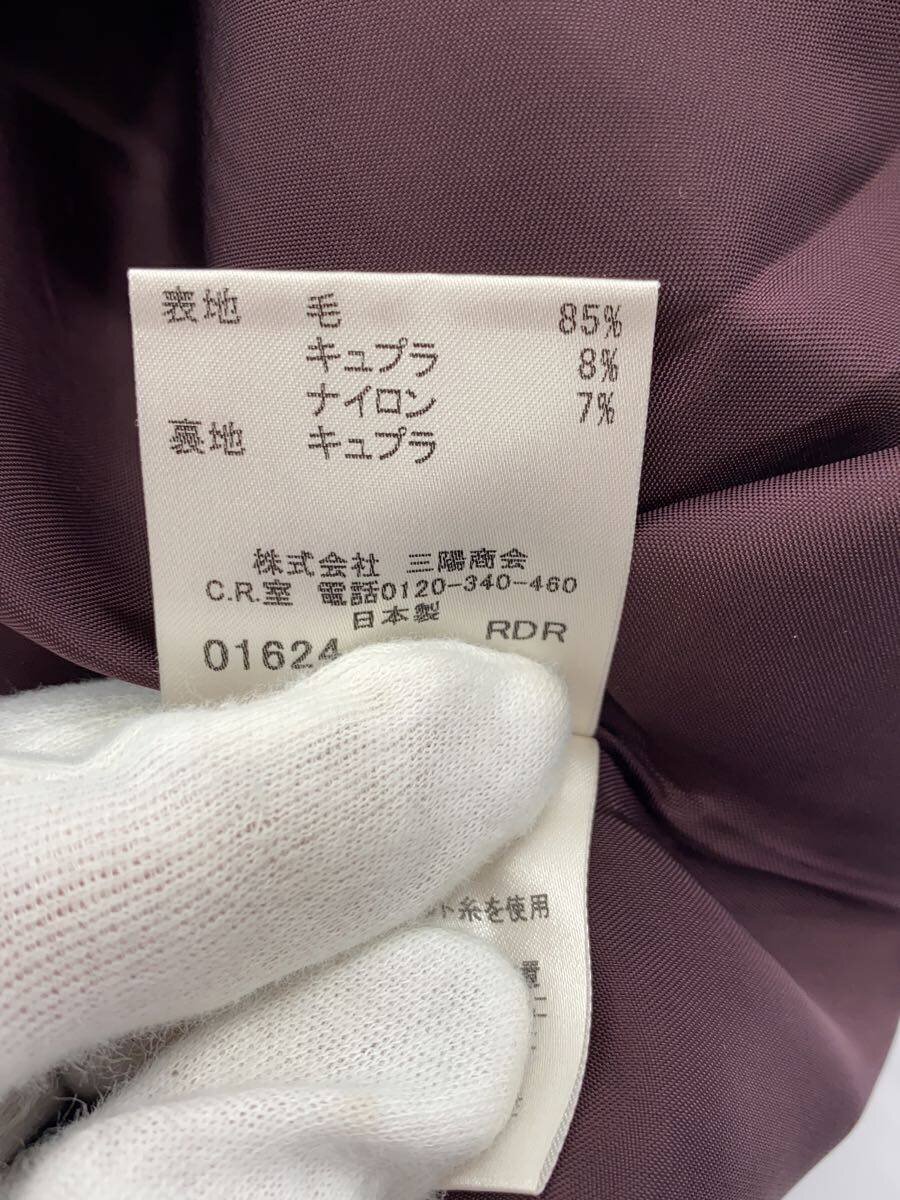 表地 毛 85%
キュプラ 8%
ナイロン 7%
裏地 キュプラ
株式会社 三陽商会
C.R.室 電話0120-340-460
日本製
01624 RDR
ト糸を使用